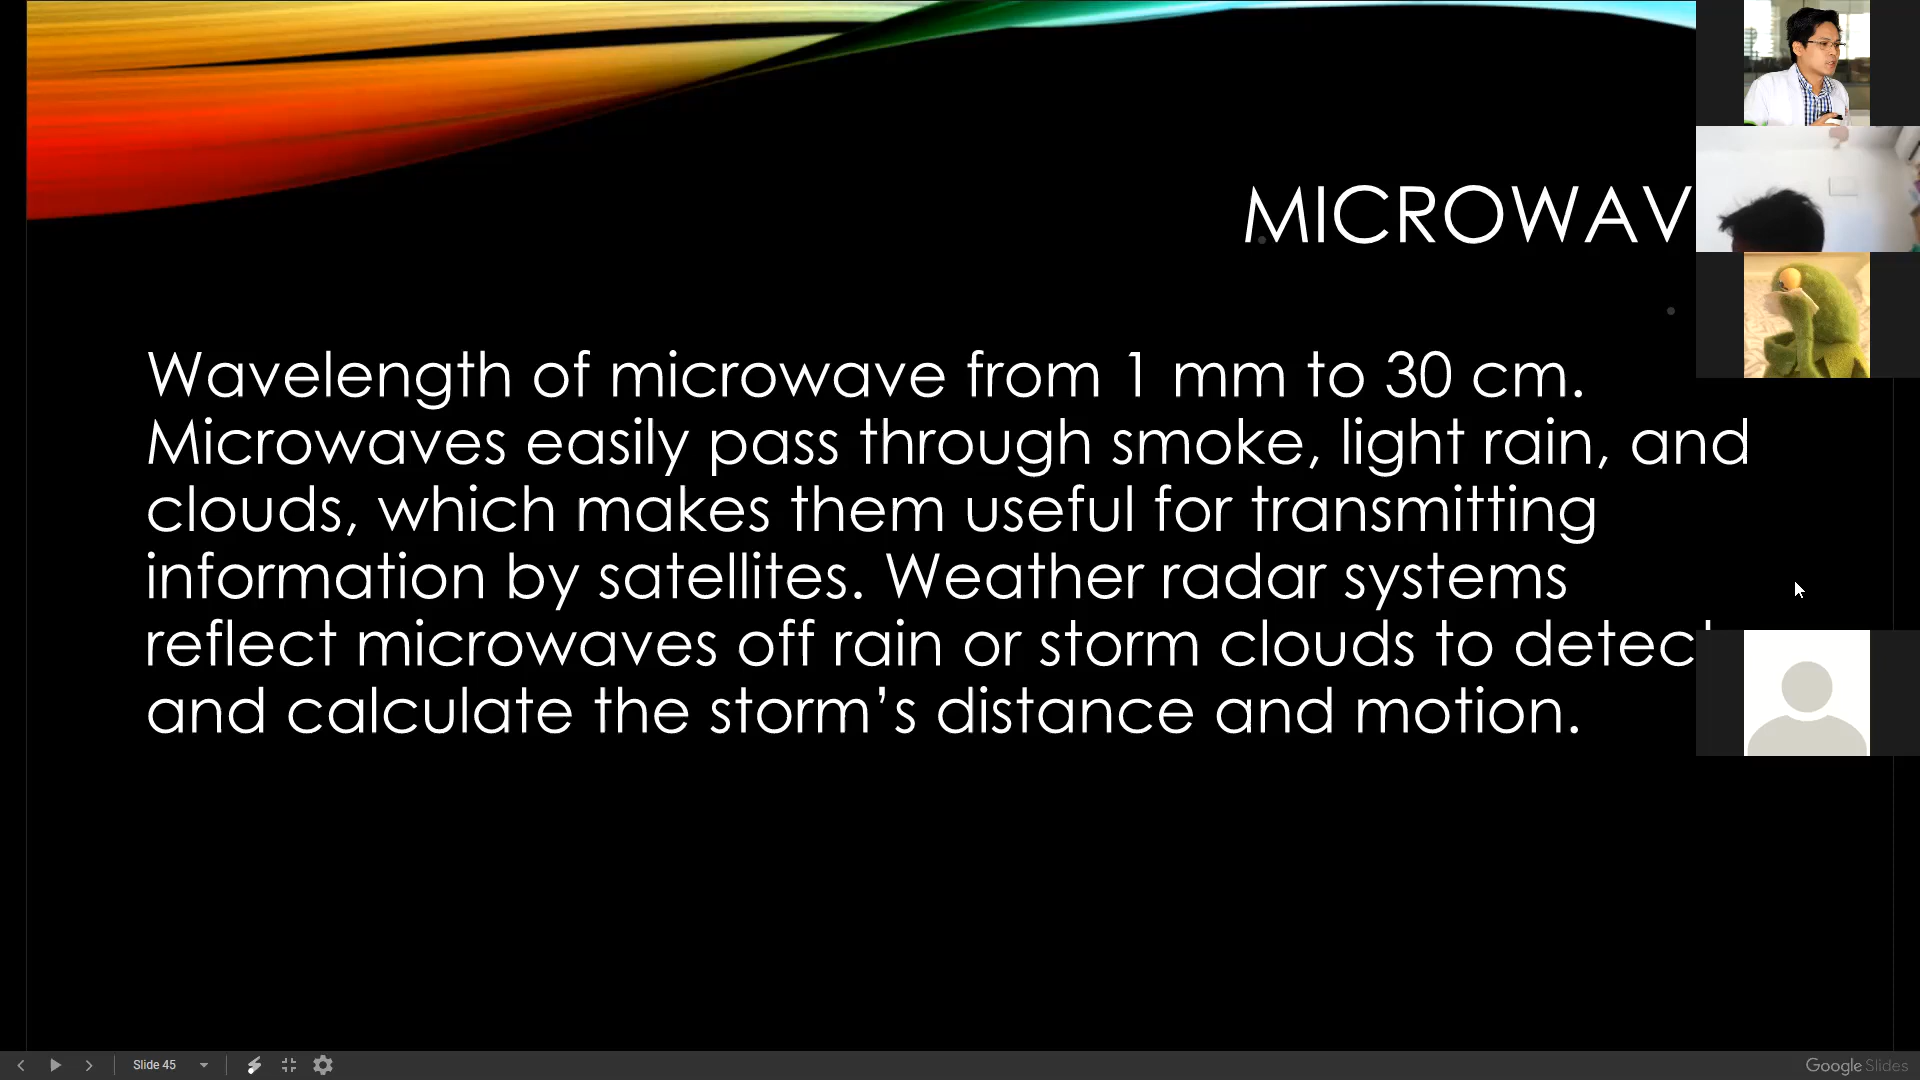 MICROWAV
Wavelength of microwave from 1 mm to 30 cm.
Microwaves easily pass through smoke, light rain, and
clouds, which makes them useful for transmitting
information by satellites. Weather radar systems
reflect microwaves off rain or storm clouds to detect
and calculate the storm’s distance and motion.
Slide 45
Google Slides